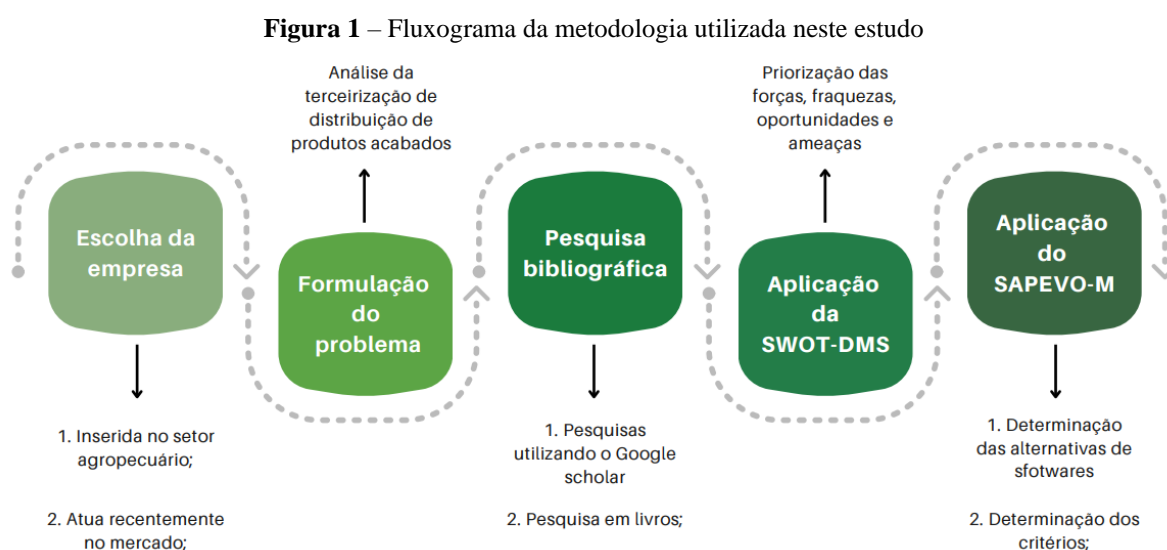 Figura 1 – Fluxograma da metodologia utilizada neste estudo
Análise da
terceirização de
distribuição de
produtos acabados
Priorização das
forças, fraquezas,
oportunidades e
ameaças
Escolha da
empresa
Formulação
do
problema
Pesquisa
bibliográfica
Aplicação
da
SWOT-DMS
Aplicação
do
SAPEVO-M
1. Inserida no setor
agropecuário;
2. Atua recentemente
no mercado;
1. Pesquisas
utilizando o Google
scholar
2. Pesquisa em livros;
1. Determinação
das alternativas de
sfotwares
2. Determinação dos
critérios;